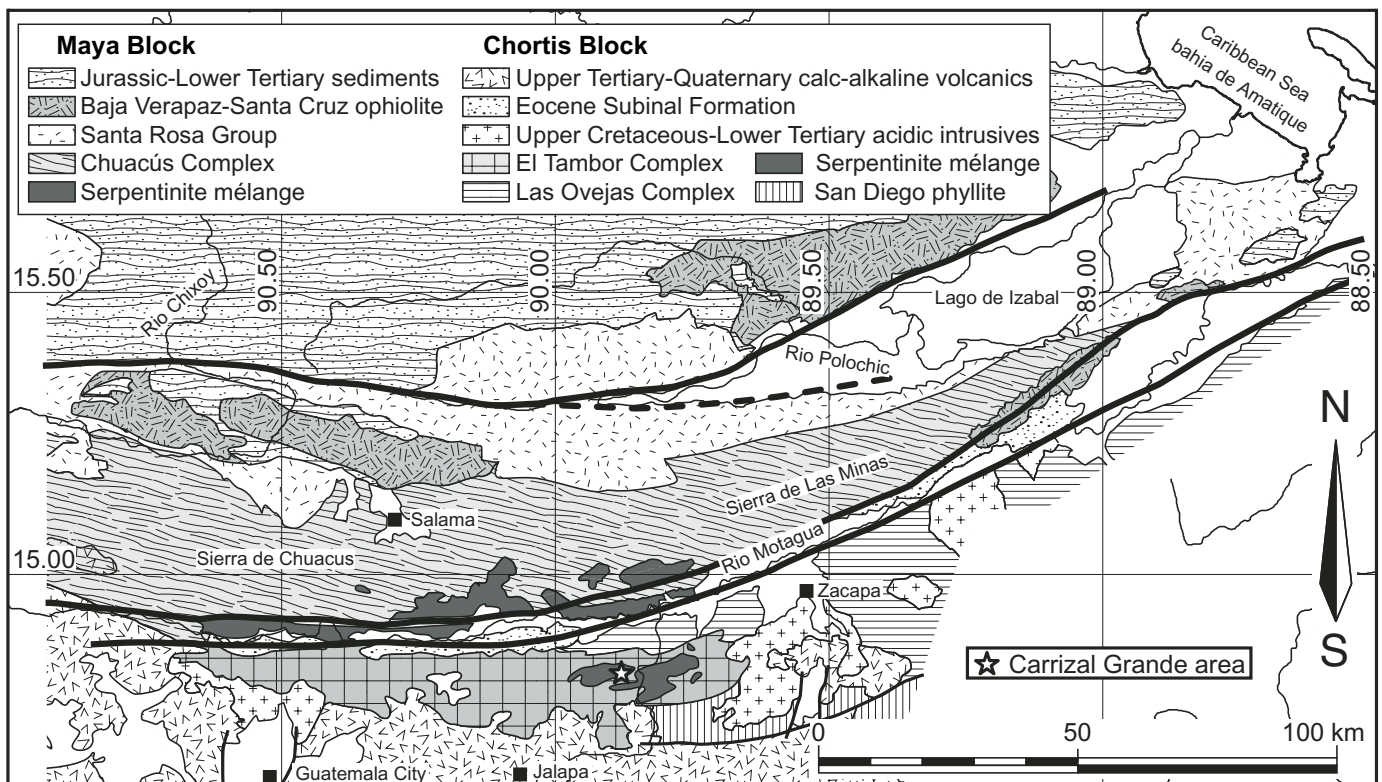 Maya Block
Jurassic-Lower Tertiary sediments
Baja Verapaz-Santa Cruz ophiolite
Santa Rosa Group
Chuacús Complex
Serpentinite mélange
Chortis Block
Upper Tertiary-Quaternary calc-alkaline volcanics
Eocene Subinal Formation
Upper Cretaceous-Lower Tertiary acidic intrusives
El Tambor Complex
Serpentinite mélange
Las Ovejas Complex
San Diego phyllite
Caribbean Sea
bahia de Amatique
15.50
Rio Chixoy
90.50
90.00
89.50
Lago de Izabal
89.00
88.50
Rio Polochic
N
Sierra de Las Minas
Salama
15.00
Sierra de Chuacus
Rio Motagua
Zacapa
S
Carrizal Grande area
0
50
100 km
Guatemala City
Jalapa